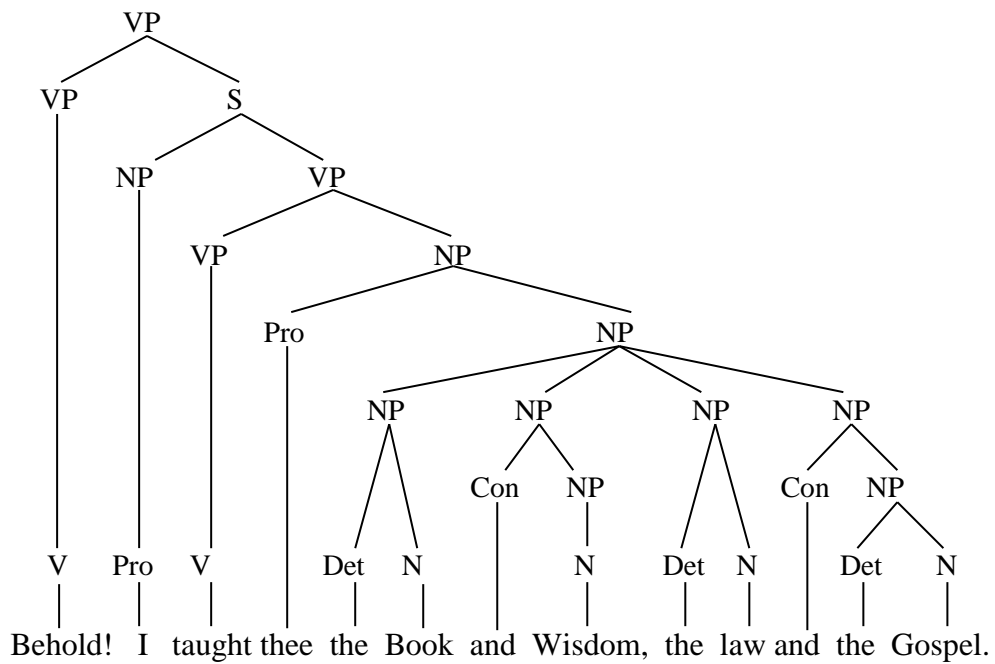 VP
VP S
NP VP
VP NP
Pro NP
NP NP NP NP
Con NP Con NP
V Pro V Det N N Det N Det N
Behold! I taught thee the Book and Wisdom, the law and the Gospel.